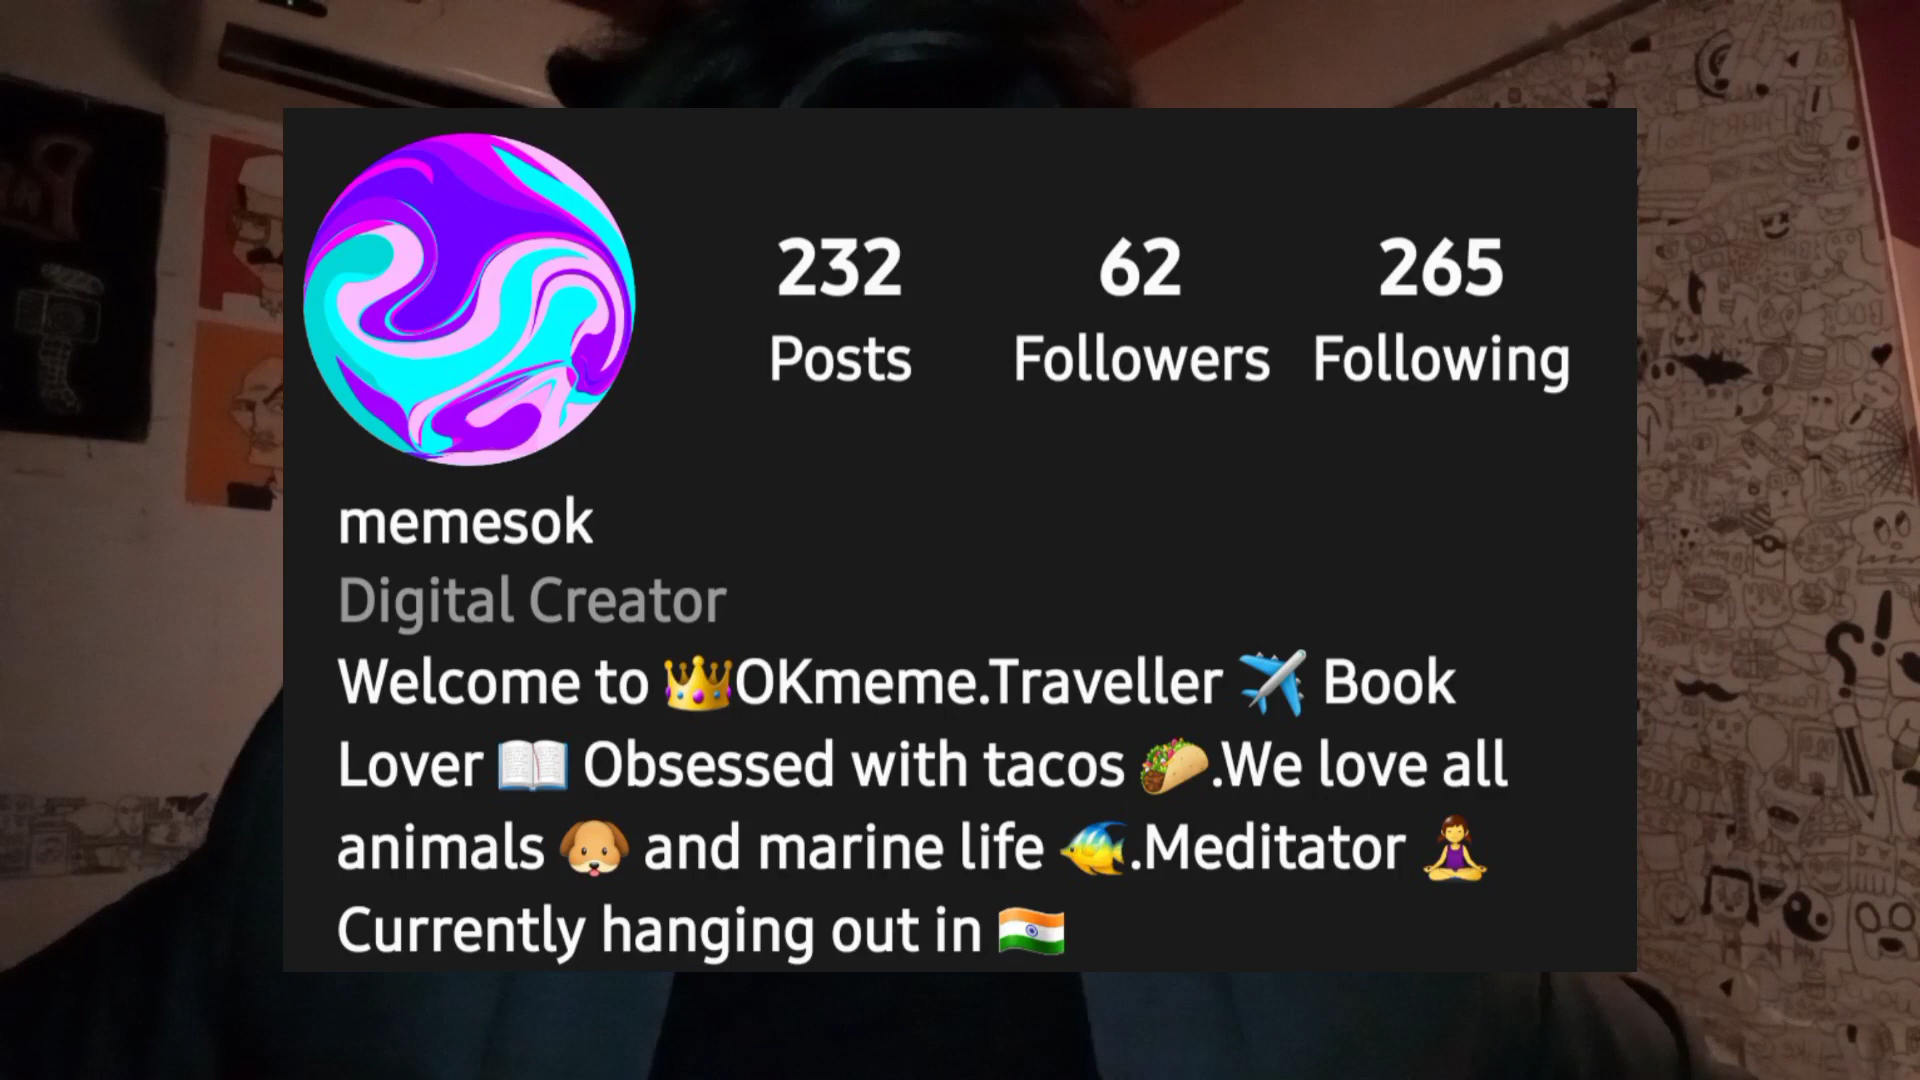 232
62
265
Posts
Followers
Following
memesok
Digital Creator
Welcome to 👑OKmeme.Traveller ✈️ Book
Lover 📖 Obsessed with tacos 🌮.We love all
animals 🐶 and marine life 🐠.Meditator 🧘‍♀️
Currently hanging out in 🇮🇳